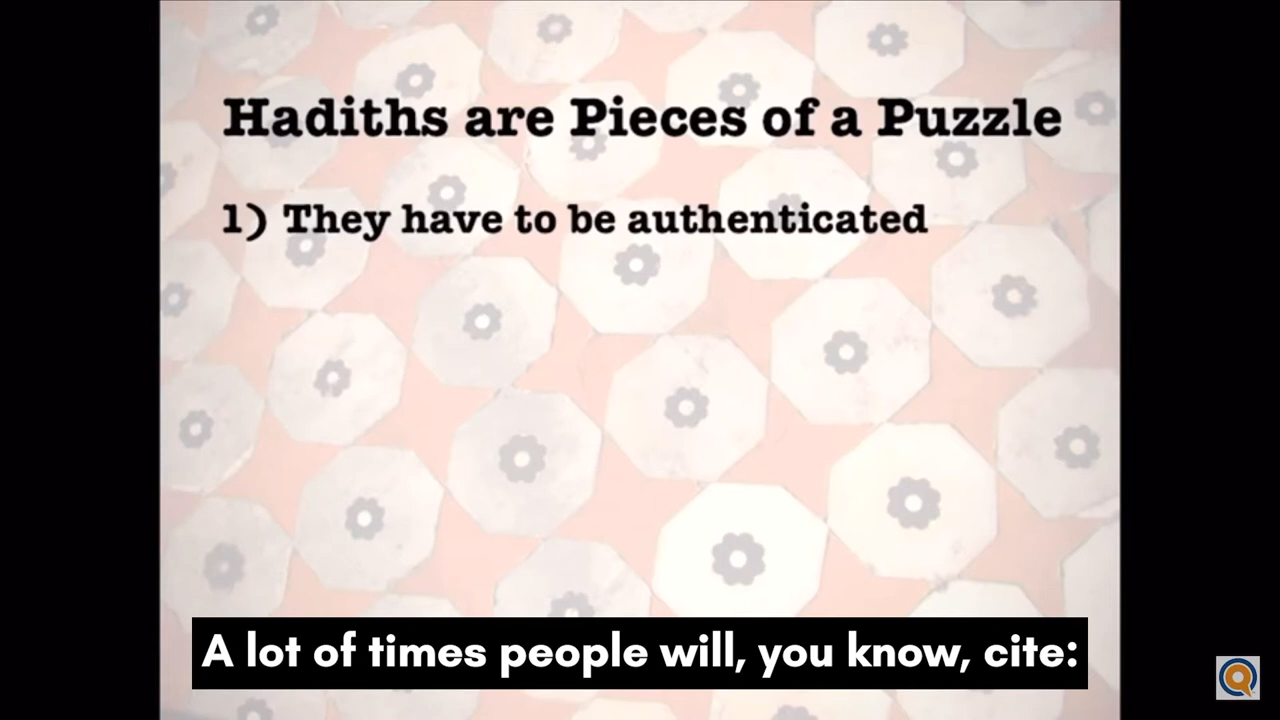 Hadiths are Pieces of a Puzzle
1) They have to be authenticated
A lot of times people will, you know, cite: